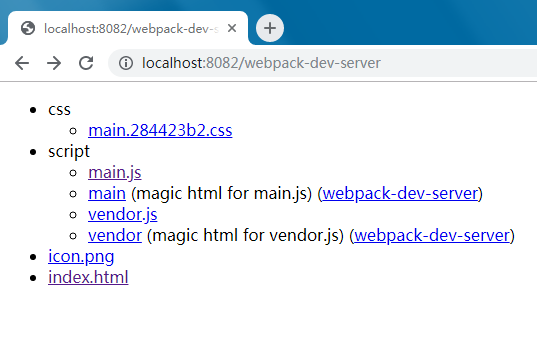 localhost:8082/webpack-dev-s
localhost:8082/webpack-dev-server
css
main.284423b2.css
script
main.js
main (magic html for main.js) (webpack-dev-server)
vendor.js
vendor (magic html for vendor.js) (webpack-dev-server)
icon.png
index.html